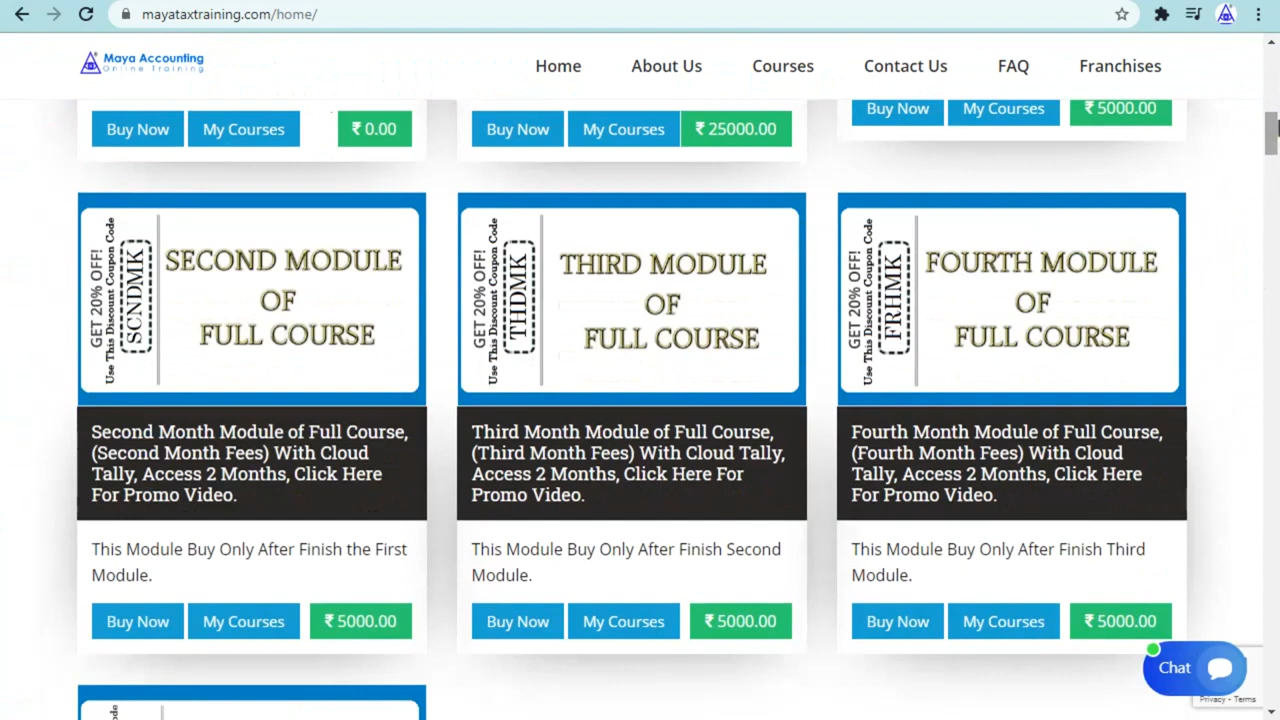 mayataxtraining.com/home/
Maya Accounting
Online Training
Home
About Us
Courses
Contact Us
FAQ
Franchises
Buy Now
My Courses
₹ 0.00
Buy Now
My Courses
₹ 25000.00
Buy Now
My Courses
₹ 5000.00
GET 20% OFF!
Use This Discount Coupon Code
SCNDMK
SECOND MODULE
OF
FULL COURSE
Second Month Module of Full Course,
(Second Month Fees) With Cloud
Tally, Access 2 Months, Click Here
For Promo Video.
This Module Buy Only After Finish the First
Module.
Buy Now
My Courses
₹ 5000.00
GET 20% OFF!
Use This Discount Coupon Code
THDMK
THIRD MODULE
OF
FULL COURSE
Third Month Module of Full Course,
(Third Month Fees) With Cloud Tally,
Access 2 Months, Click Here For
Promo Video.
This Module Buy Only After Finish Second
Module.
Buy Now
My Courses
₹ 5000.00
GET 20% OFF!
Use This Discount Coupon Code
FRHMK
FOURTH MODULE
OF
FULL COURSE
Fourth Month Module of Full Course,
(Fourth Month Fees) With Cloud
Tally, Access 2 Months, Click Here
For Promo Video.
This Module Buy Only After Finish Third
Module.
Buy Now
My Courses
₹ 5000.00
Chat
Privacy - Terms